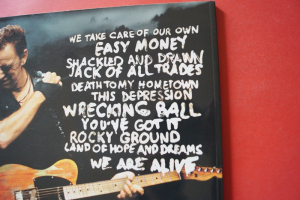 WE TAKE CARE OF OUR OWN
EASY MONEY
SHACKLED AND DRAWN
JACK OF ALL TRADES
DEATH TO MY HOMETOWN
THIS DEPRESSION
WRECKING BALL
YOU'VE GOT IT
ROCKY GROUND
LAND OF HOPE AND DREAMS
WE ARE ALIVE